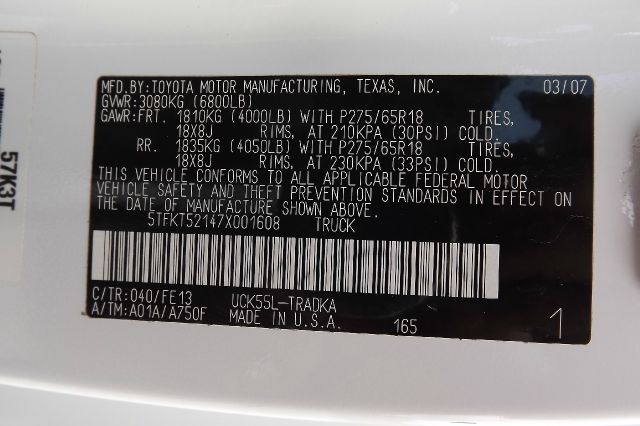 MFD.BY:TOYOTA MOTOR MANUFACTURING, TEXAS, INC. 03/07
GVWR:3080KG (6800LB)
GAWR:FRT. 1810KG (4000LB) WITH P275/65R18 TIRES,
18X8J RIMS, AT 210KPA (30PSI) COLD.
RR. 1835KG (4050LB) WITH P275/65R18 TIRES,
18X8J RIMS, AT 230KPA (33PSI) COLD.
THIS VEHICLE CONFORMS TO ALL APPLICABLE FEDERAL MOTOR
VEHICLE SAFETY AND THEFT PREVENTION STANDARDS IN EFFECT ON
THE DATE OF MANUFACTURE SHOWN ABOVE.
5TFKT52147X001608 TRUCK
C/TR:040/FE13 UCK55L-TRADKA
A/TM:A01A/A750F MADE IN U.S.A. 165 1
57K3T